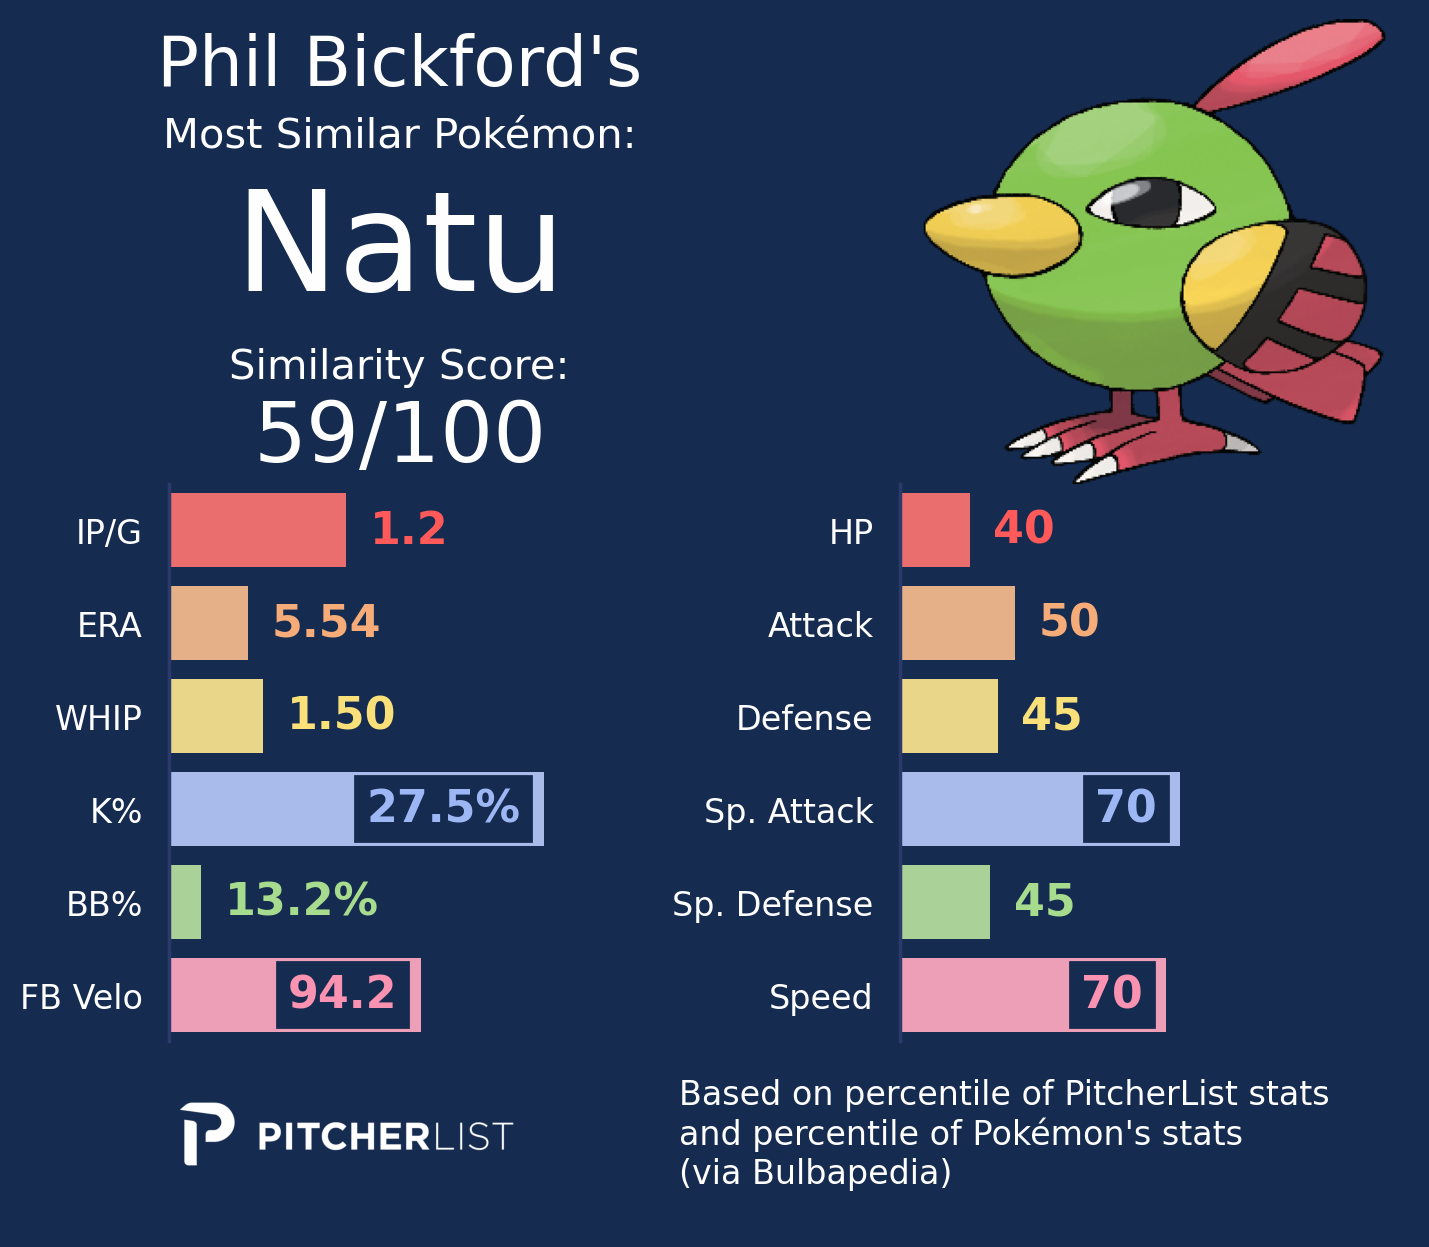 Phil Bickford's
Most Similar Pokémon:
Natu
Similarity Score:
59/100
IP/G 1.2
ERA 5.54
WHIP 1.50
K% 27.5%
BB% 13.2%
FB Velo 94.2
HP 40
Attack 50
Defense 45
Sp. Attack 70
Sp. Defense 45
Speed 70
PITCHERLIST
Based on percentile of PitcherList stats
and percentile of Pokémon's stats
(via Bulbapedia)